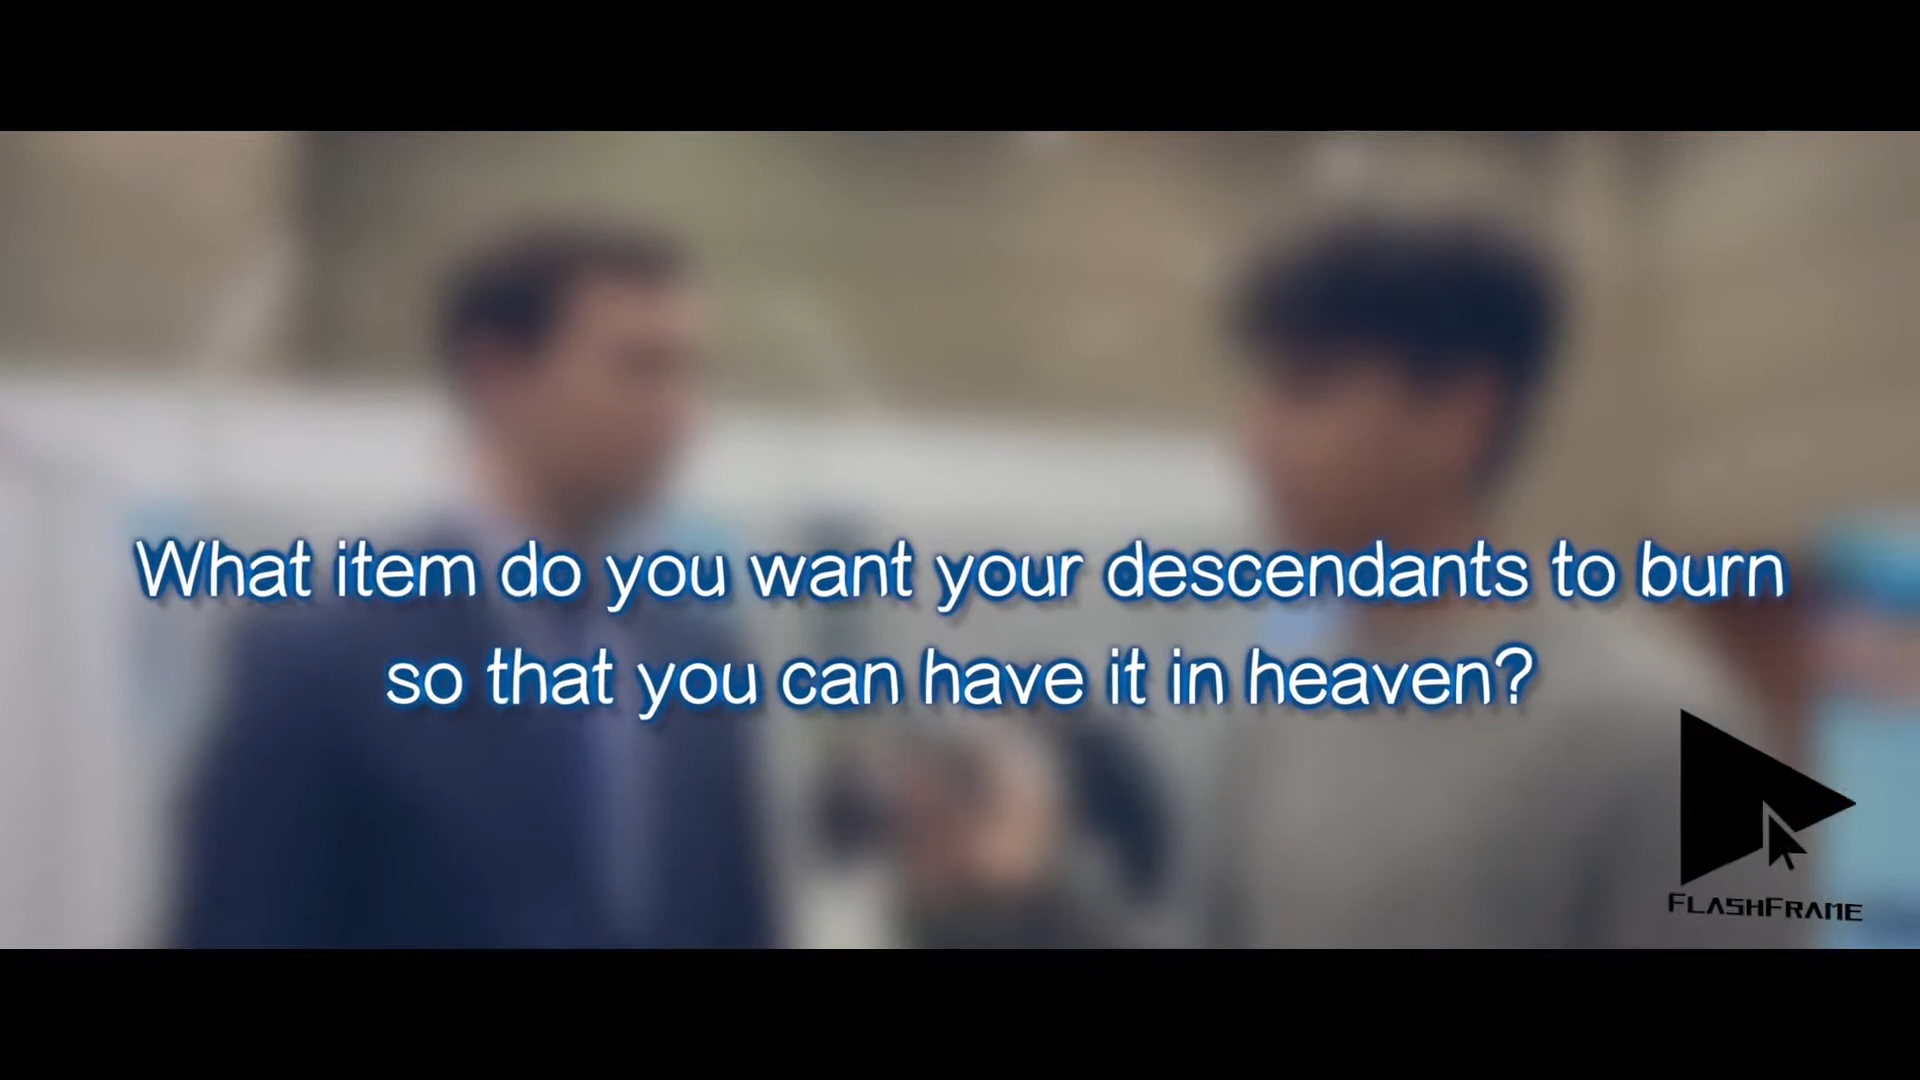 What item do you want your descendants to burn
so that you can have it in heaven?
FLASHFRAME